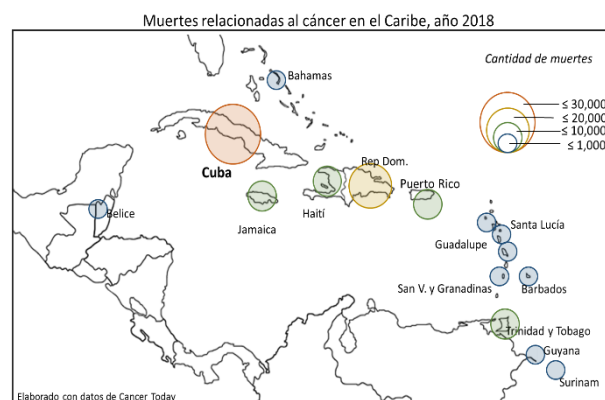 Muertes relacionadas al cáncer en el Caribe, año 2018
Cantidad de muertes
≤ 30,000
≤ 20,000
≤ 10,000
≤ 1,000
Bahamas
Cuba
Rep Dom.
Puerto Rico
Belice
Jamaica
Haití
Santa Lucía
Guadalupe
San V. y Granadinas
Barbados
Trinidad y Tobago
Guyana
Surinam
Elaborado con datos de Cancer Today